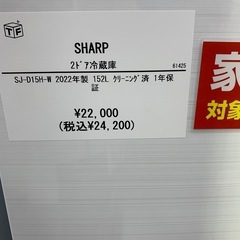 TF
SHARP
2ﾄﾞｱ冷蔵庫
61425
SJ-D15H-W 2022年製 152L ｸﾘｰﾆﾝｸﾞ済 1年保
証
¥22,000
(税込¥24,200)
家
対象